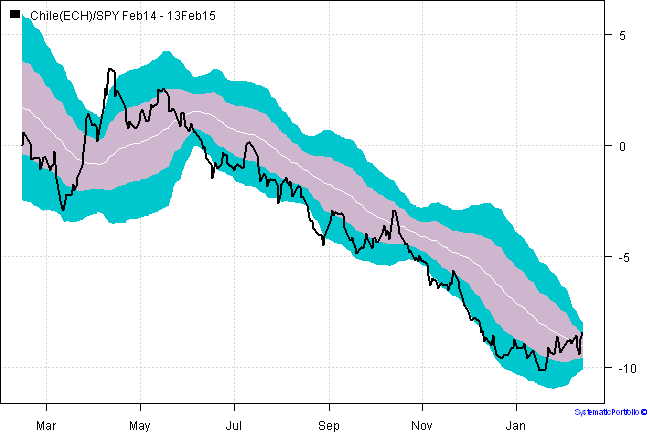 Chile(ECH)/SPY Feb14 - 13Feb15
5
0
-5
-10
Mar May Jul Sep Nov Jan
SystematicPortfolio ©